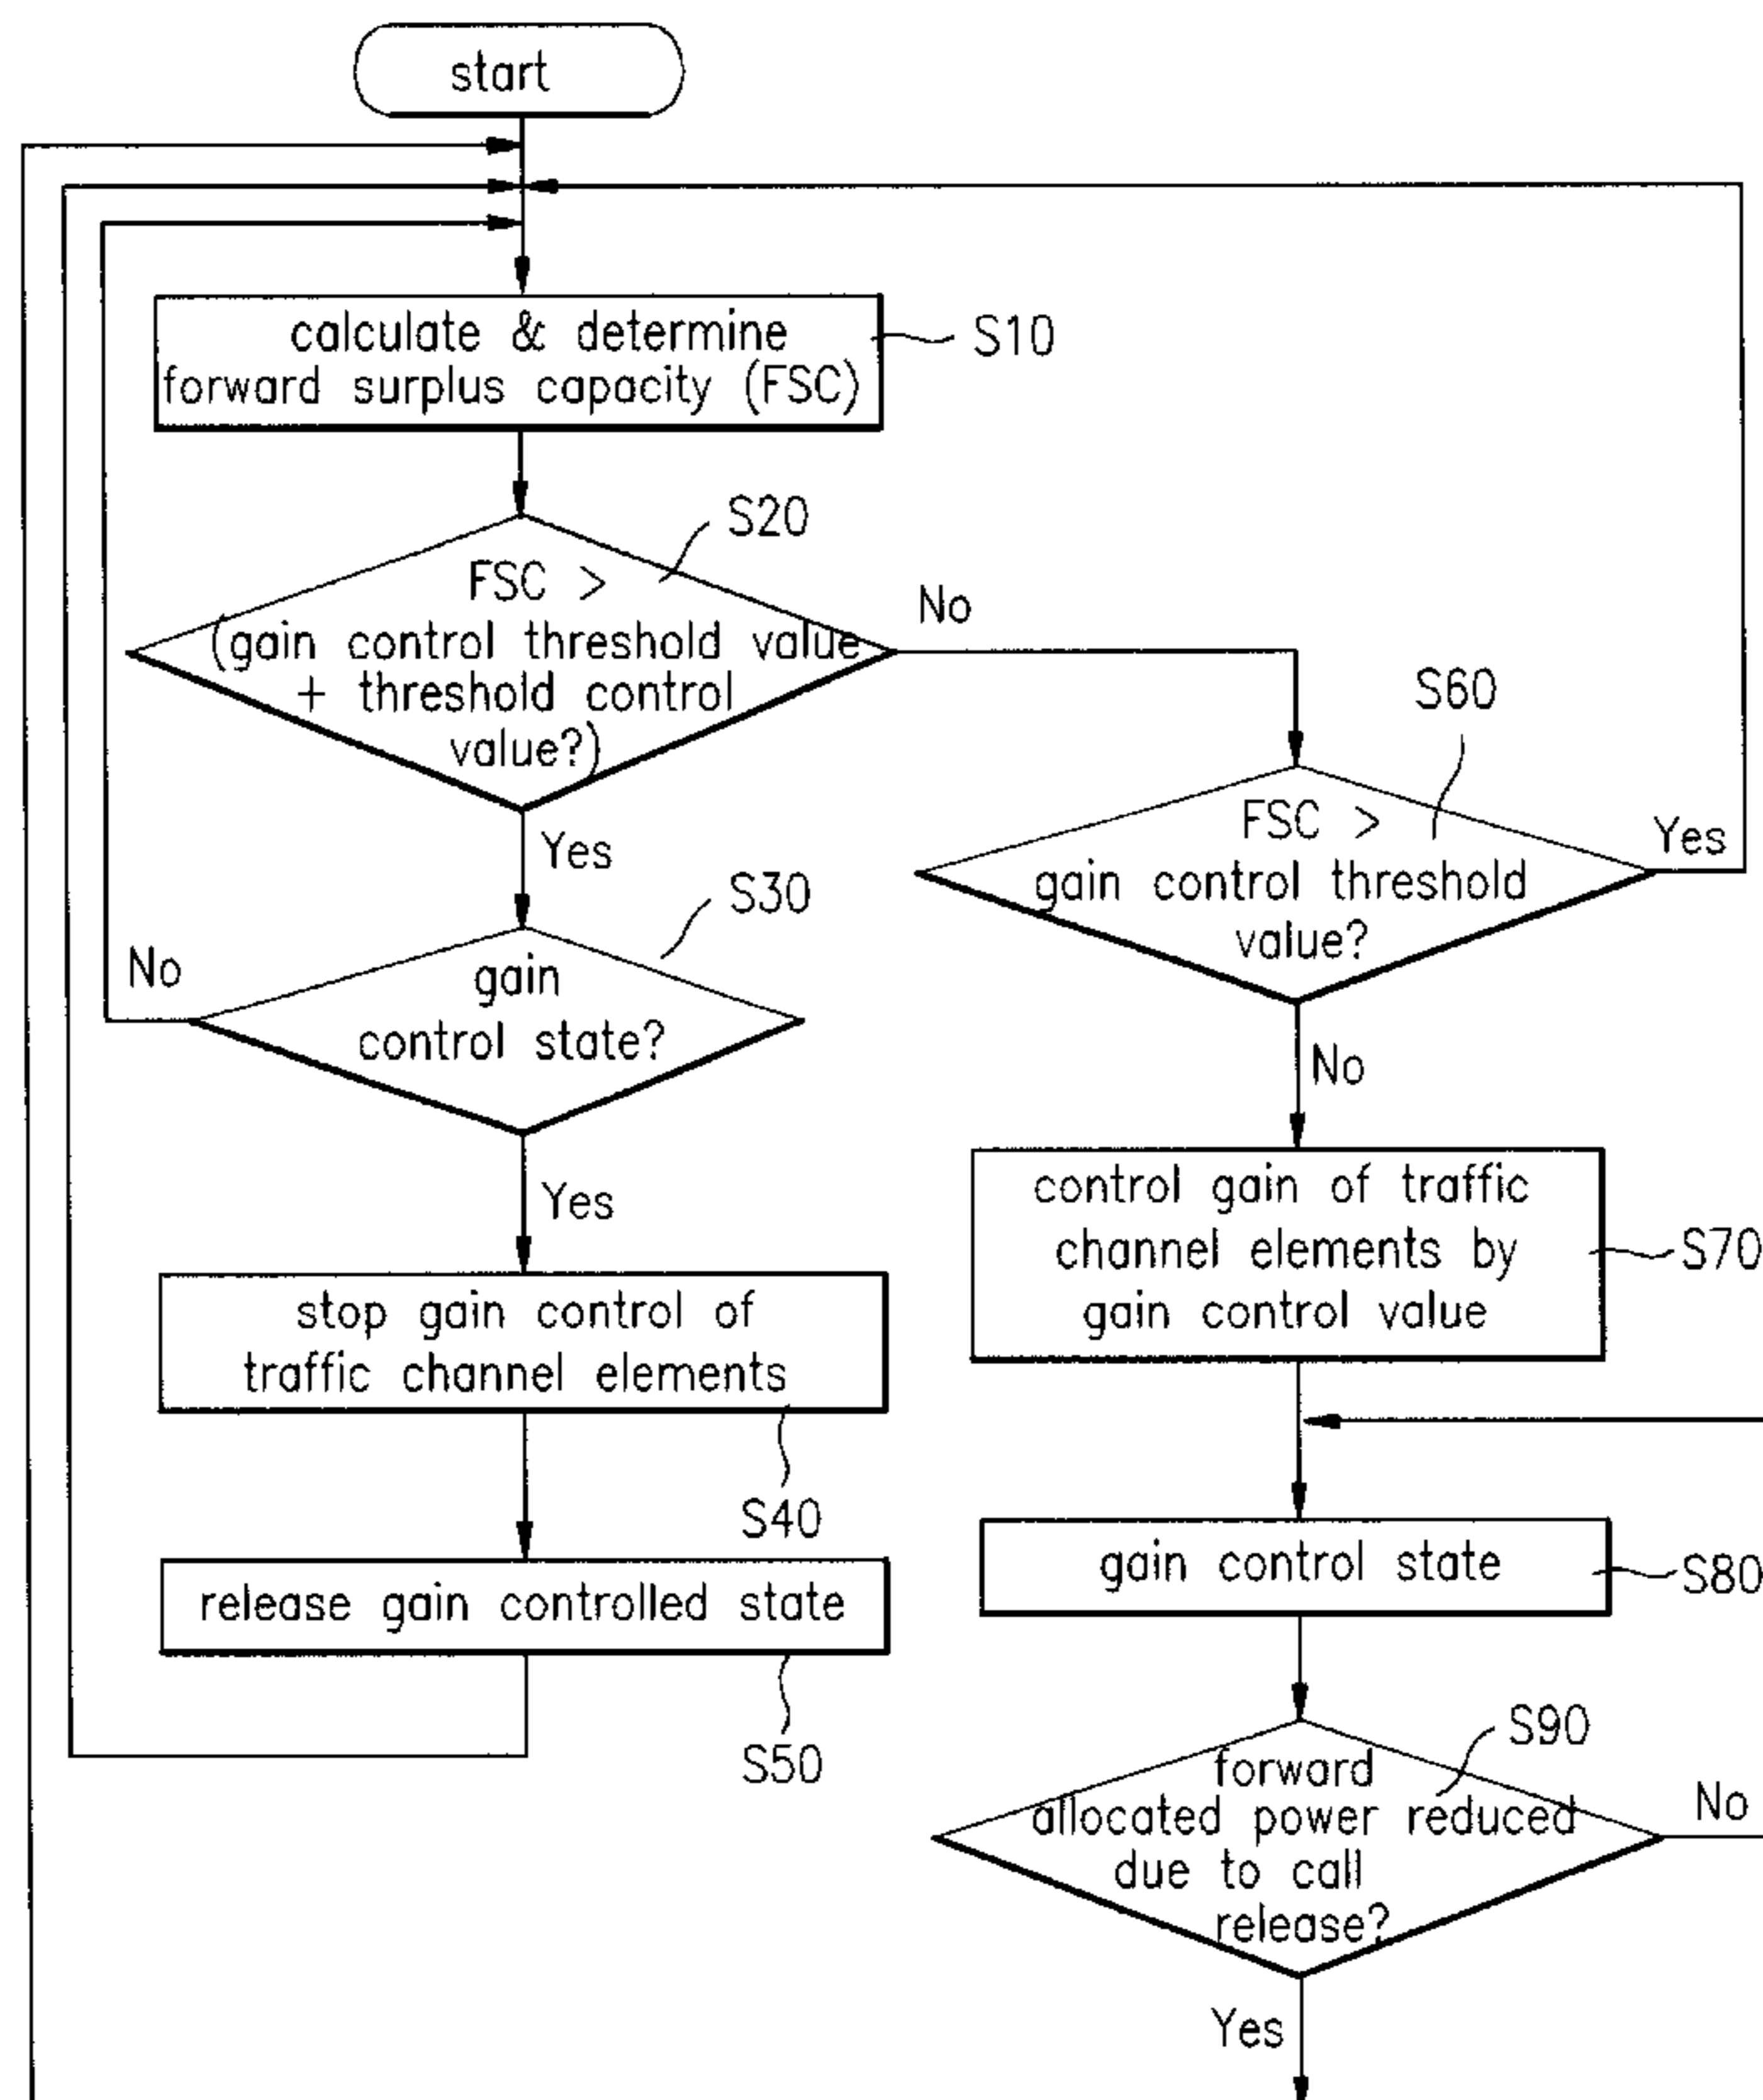 start
calculate & determine
forward surplus capacity (FSC)
S10
S20
FSC >
(gain control threshold value
+ threshold control
value?)
No
Yes
S30
gain
control state?
No
Yes
stop gain control of
traffic channel elements
S40
release gain controlled state
S50
S60
FSC >
gain control threshold
value?
Yes
No
control gain of traffic
channel elements by
gain control value
S70
gain control state
S80
S90
forward
allocated power reduced
due to call
release?
No
Yes